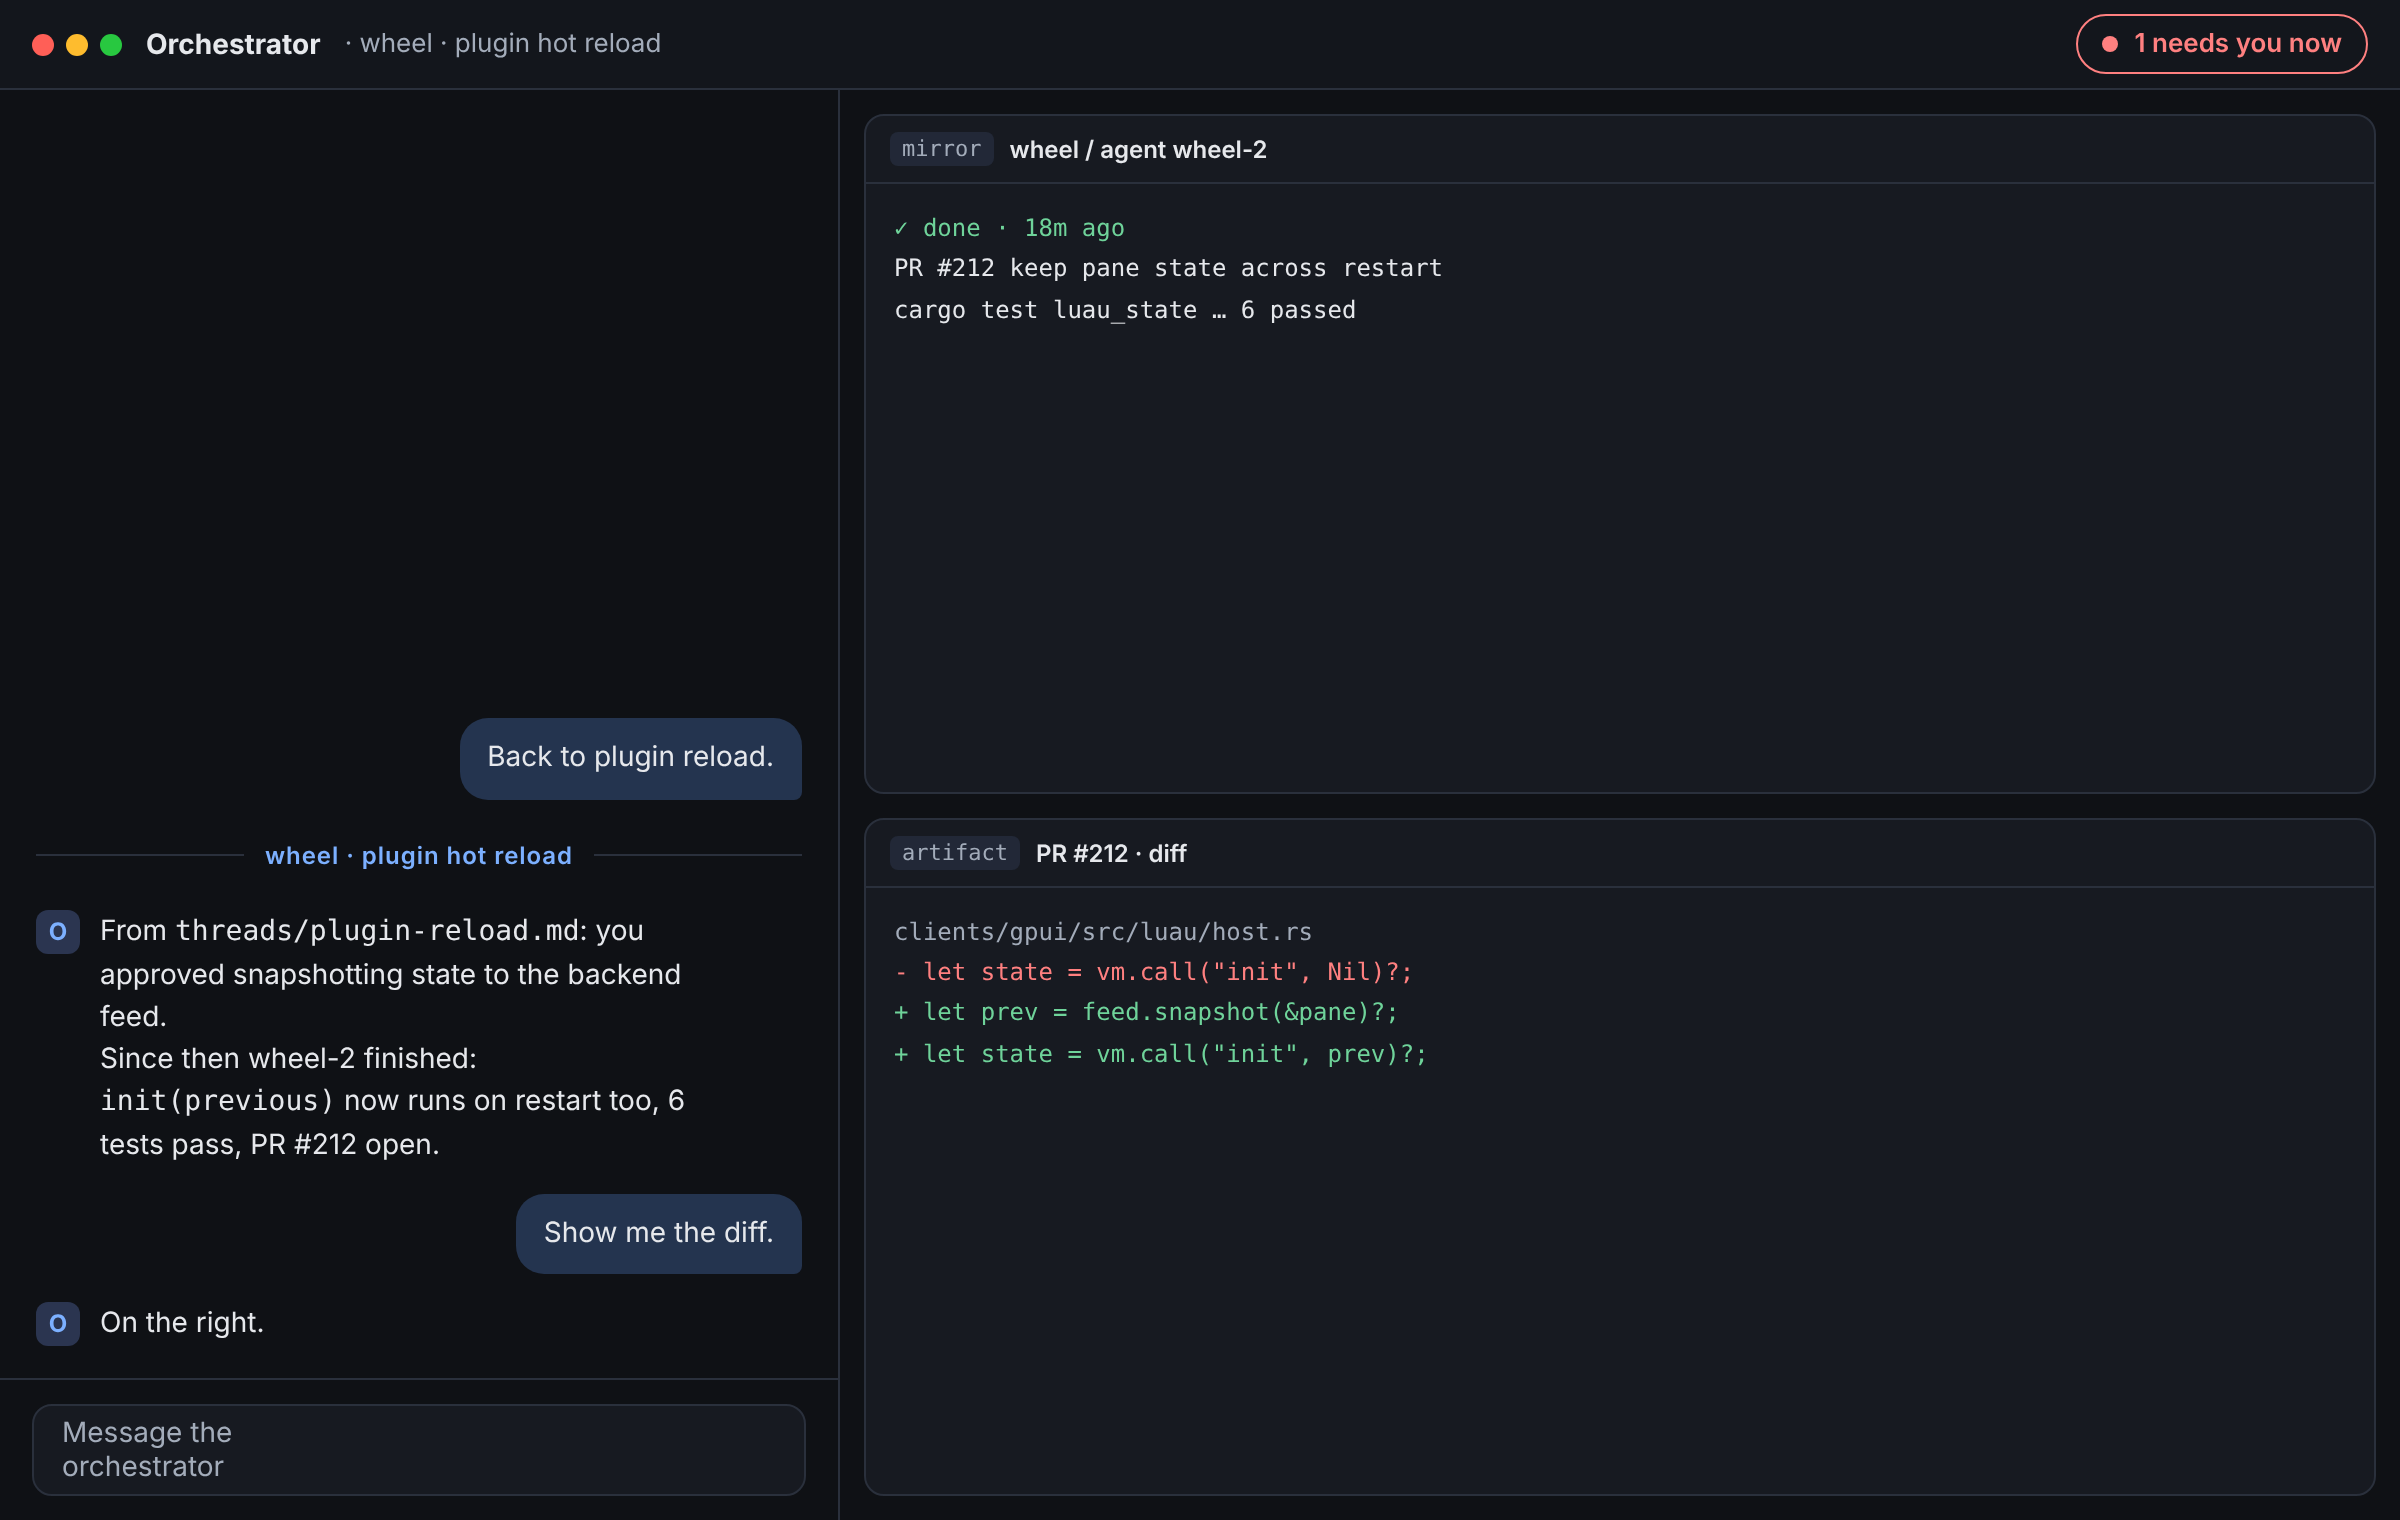 Orchestrator · wheel · plugin hot reload
1 needs you now
Back to plugin reload.
wheel · plugin hot reload
O
From threads/plugin-reload.md: you
approved snapshotting state to the backend
feed.
Since then wheel-2 finished:
init(previous) now runs on restart too, 6
tests pass, PR #212 open.
Show me the diff.
O
On the right.
Message the
orchestrator
mirror wheel / agent wheel-2
✓ done · 18m ago
PR #212 keep pane state across restart
cargo test luau_state … 6 passed
artifact PR #212 · diff
clients/gpui/src/luau/host.rs
- let state = vm.call("init", Nil)?;
+ let prev = feed.snapshot(&pane)?;
+ let state = vm.call("init", prev)?;